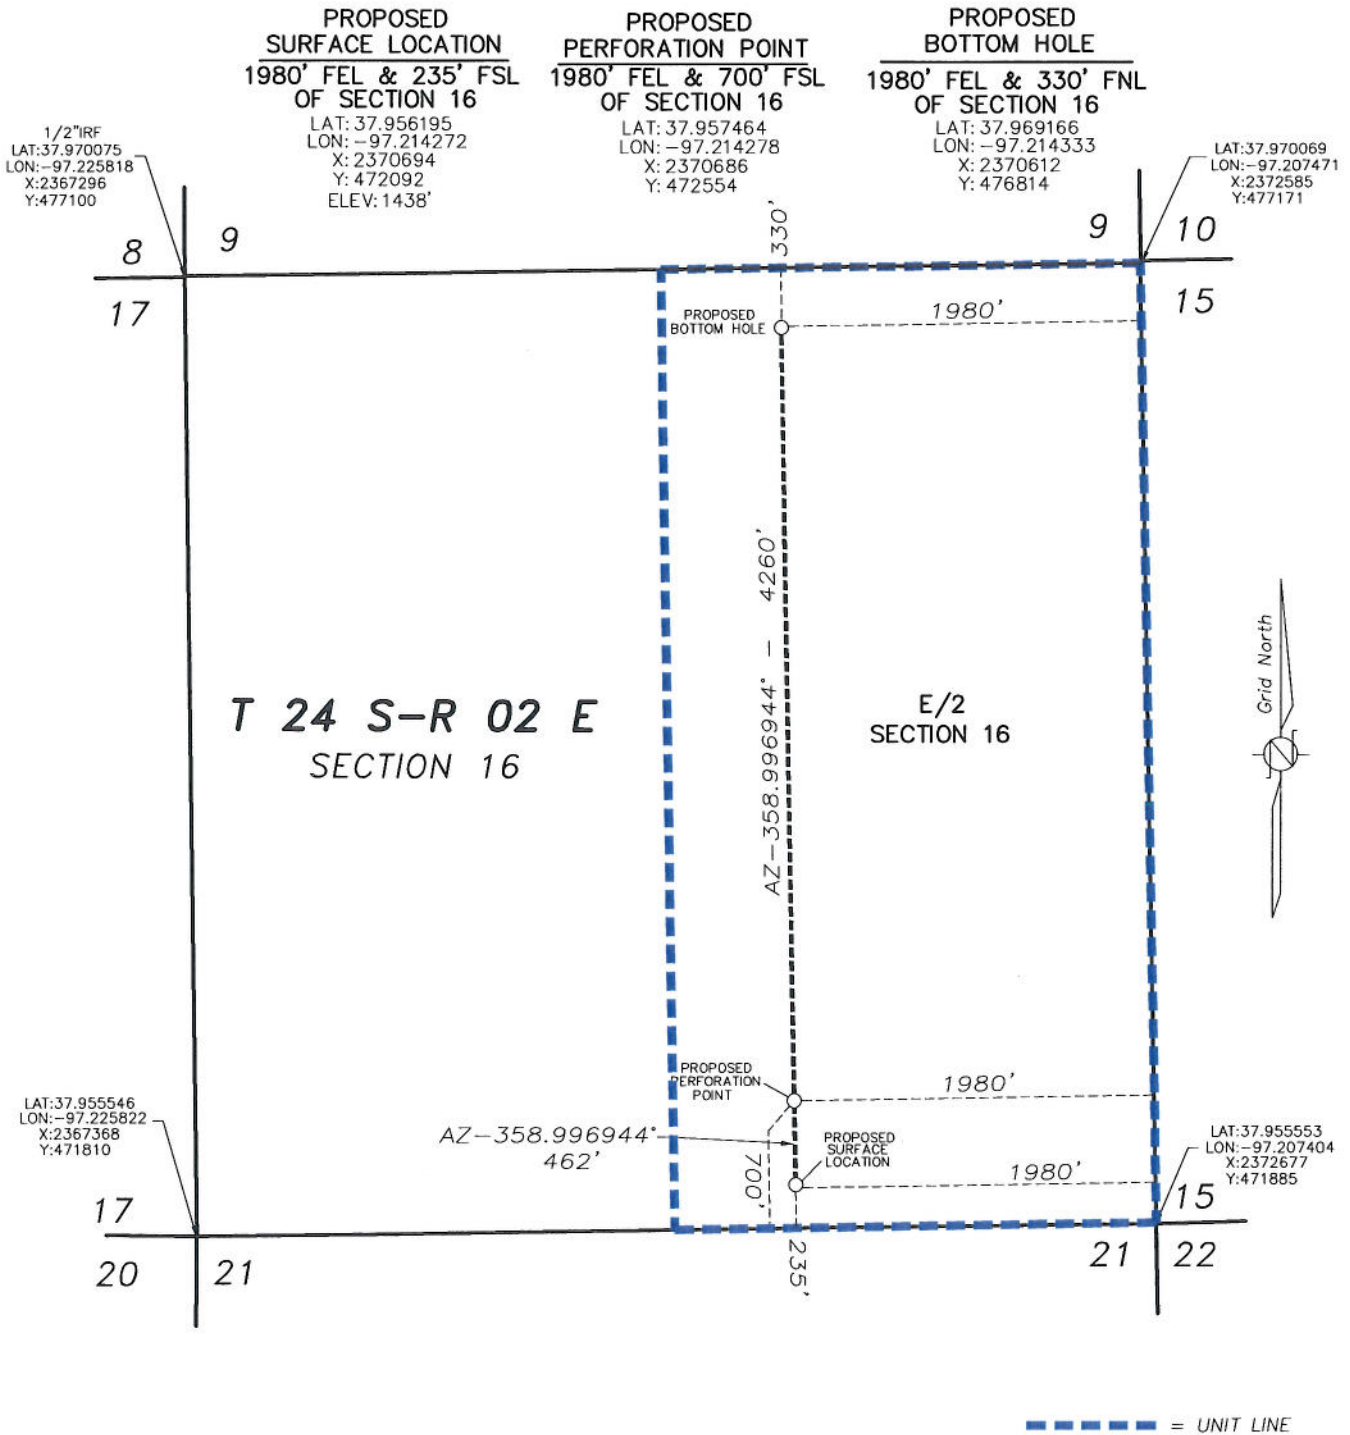 PROPOSED
SURFACE LOCATION
1980' FEL & 235' FSL
OF SECTION 16
LAT: 37.956195
LON: -97.214272
X: 2370694
Y: 472092
ELEV: 1438'
PROPOSED
PERFORATION POINT
1980' FEL & 700' FSL
OF SECTION 16
LAT: 37.957464
LON: -97.214278
X: 2370686
Y: 472554
PROPOSED
BOTTOM HOLE
1980' FEL & 330' FNL
OF SECTION 16
LAT: 37.969166
LON: -97.214333
X: 2370612
Y: 476814
1/2"IRF
LAT:37.970075
LON:-97.225818
X:2367296
Y:477100
LAT:37.970069
LON:-97.207471
X:2372585
Y:477171
8
9
330'
9
10
17
15
PROPOSED
BOTTOM HOLE
1980'
AZ-358.996944° - 4260'
T 24 S-R 02 E
SECTION 16
E/2
SECTION 16
Grid North
N
PROPOSED
PERFORATION
POINT
1980'
AZ-358.996944°
462'
700'
PROPOSED
SURFACE
LOCATION
1980'
LAT:37.955546
LON:-97.225822
X:2367368
Y:471810
LAT:37.955553
LON:-97.207404
X:2372677
Y:471885
17
15
20
21
235'
21
22
= UNIT LINE